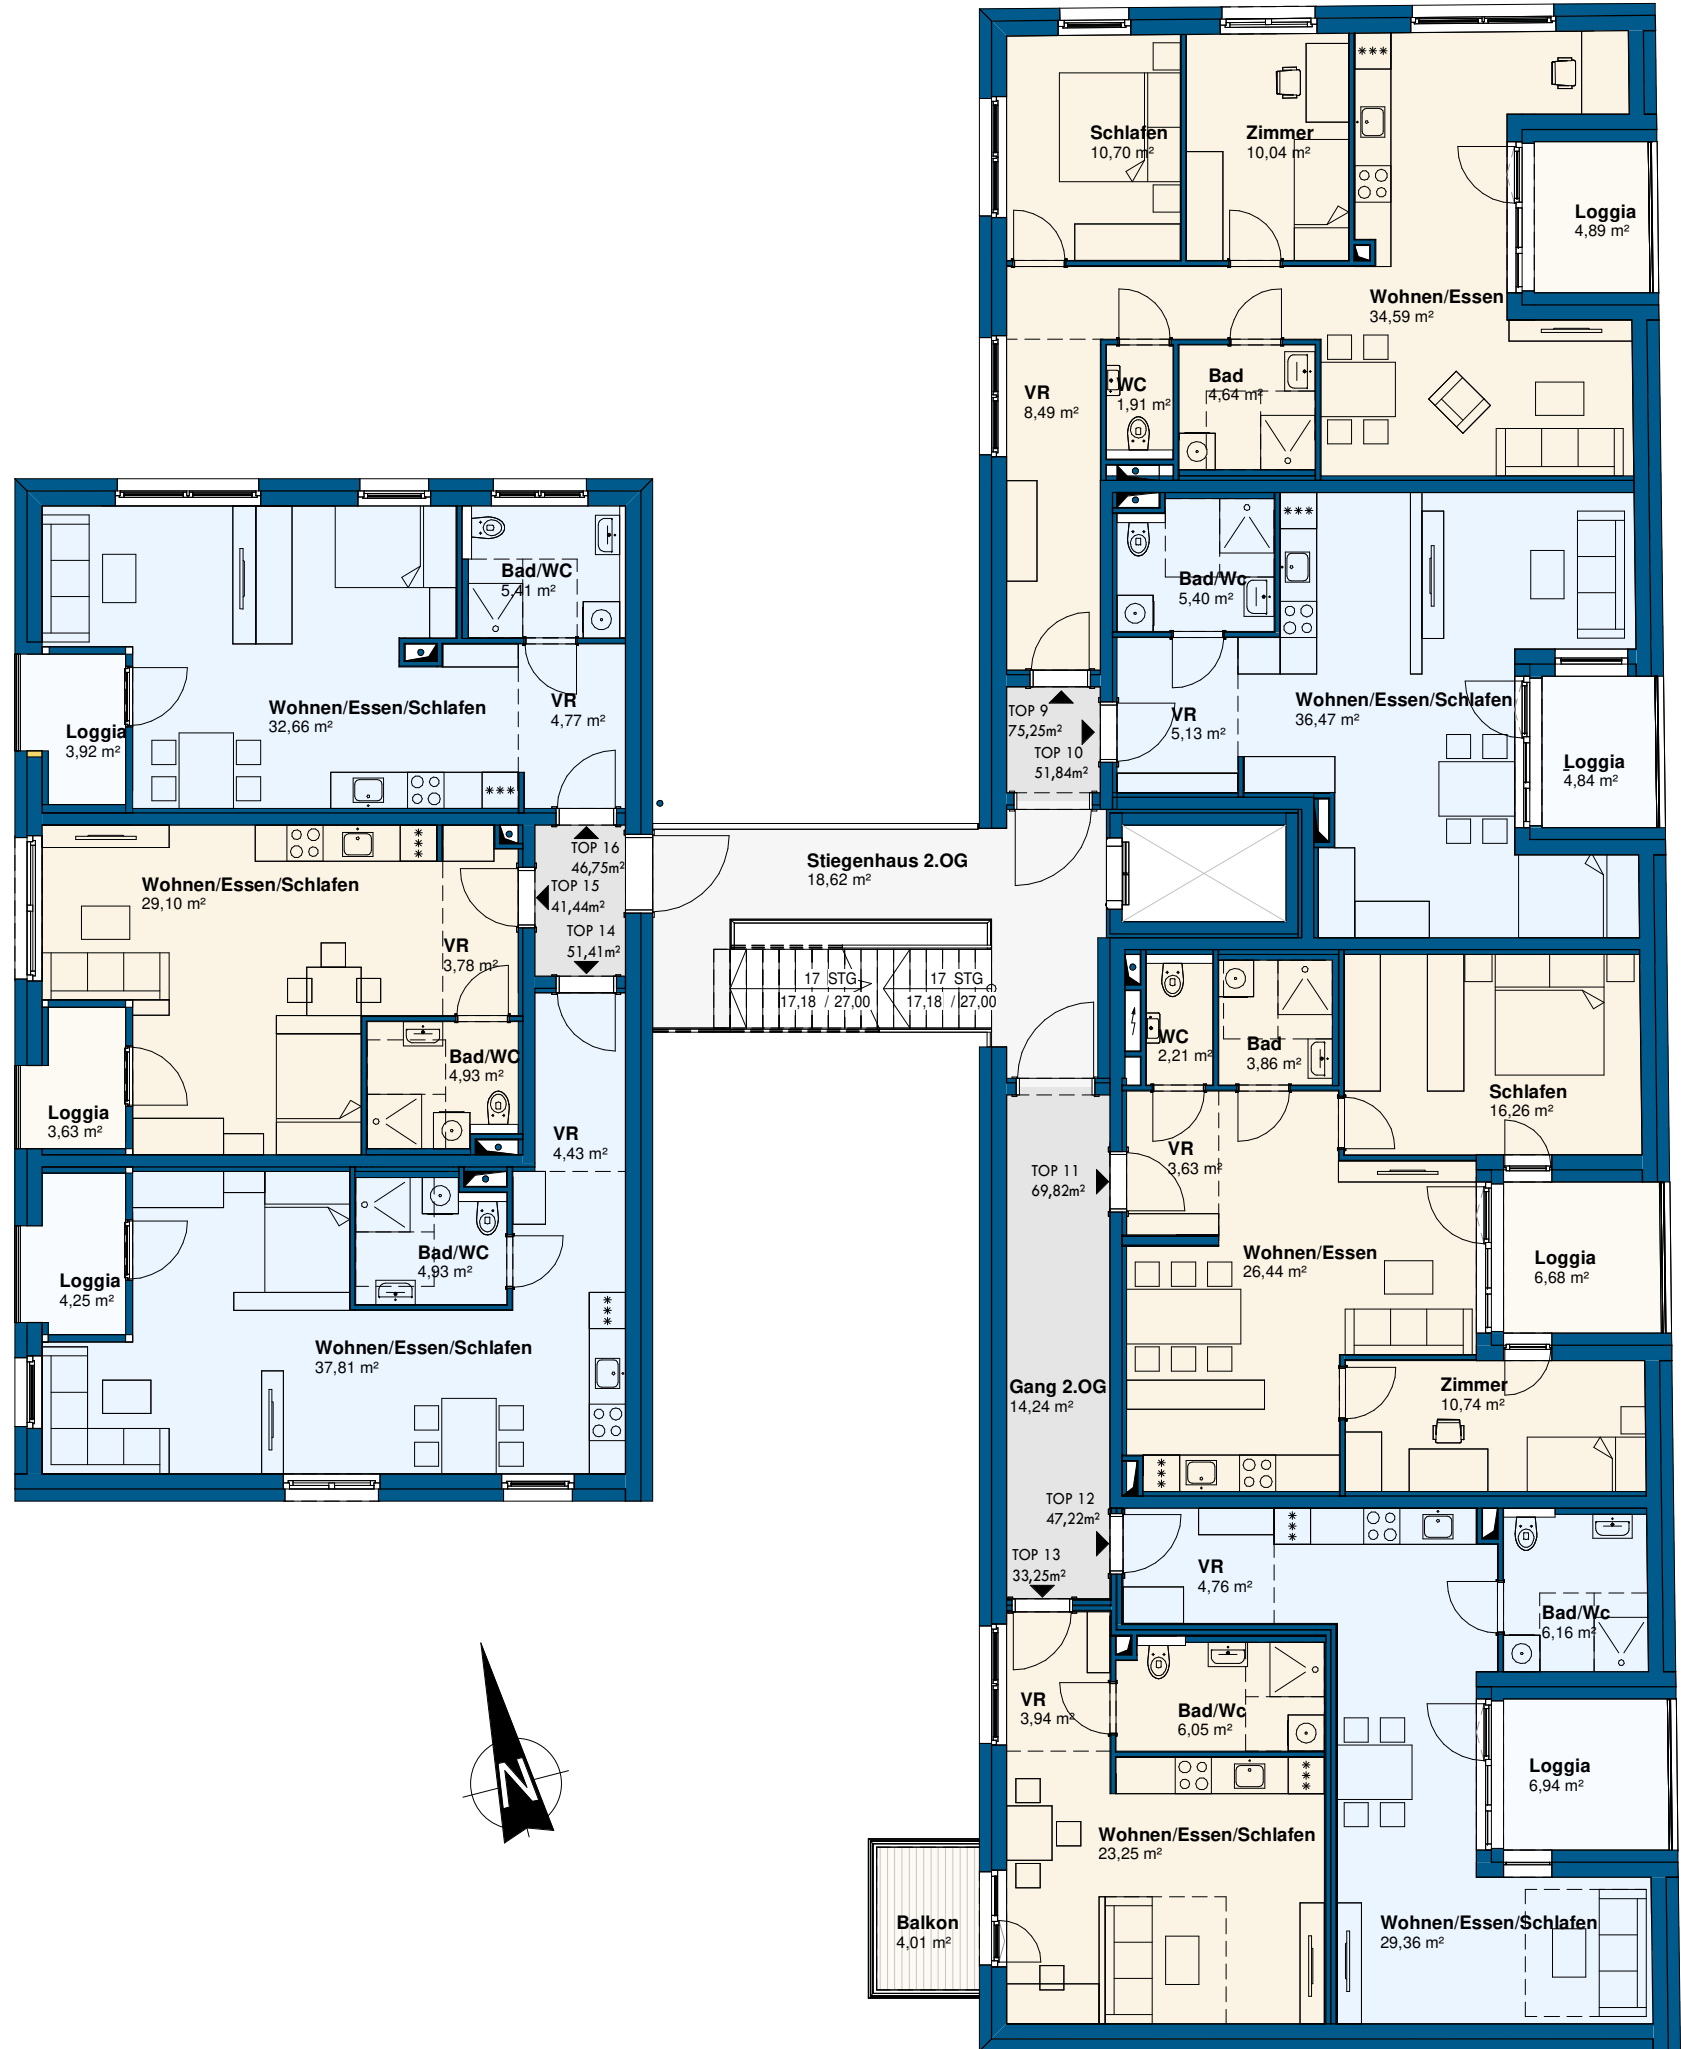 Schlafen
10,70 m²
Zimmer
10,04 m²
Loggia
4,89 m²
Wohnen/Essen
34,59 m²
VR
8,49 m²
WC
1,91 m²
Bad
4,64 m²
Bad/Wc
5,40 m²
Wohnen/Essen/Schlafen
36,47 m²
VR
5,13 m²
Loggia
4,84 m²
TOP 9
75,25m²
TOP 10
51,84m²
Bad/WC
5,41 m²
Wohnen/Essen/Schlafen
32,66 m²
VR
4,77 m²
Loggia
3,92 m²
TOP 16
46,75m²
TOP 15
41,44m²
TOP 14
51,41m²
Stiegenhaus 2.OG
18,62 m²
17 STG
17,18 / 27,00
17 STG
17,18 / 27,00
Wohnen/Essen/Schlafen
29,10 m²
VR
3,78 m²
Bad/WC
4,93 m²
Loggia
3,63 m²
VR
4,43 m²
Bad/WC
4,93 m²
Loggia
4,25 m²
Wohnen/Essen/Schlafen
37,81 m²
WC
2,21 m²
Bad
3,86 m²
Schlafen
16,26 m²
VR
3,63 m²
TOP 11
69,82m²
Wohnen/Essen
26,44 m²
Loggia
6,68 m²
Zimmer
10,74 m²
Gang 2.OG
14,24 m²
TOP 12
47,22m²
TOP 13
33,25m²
VR
4,76 m²
Bad/Wc
6,16 m²
VR
3,94 m²
Bad/Wc
6,05 m²
Loggia
6,94 m²
Wohnen/Essen/Schlafen
23,25 m²
Balkon
4,01 m²
Wohnen/Essen/Schlafen
29,36 m²
N